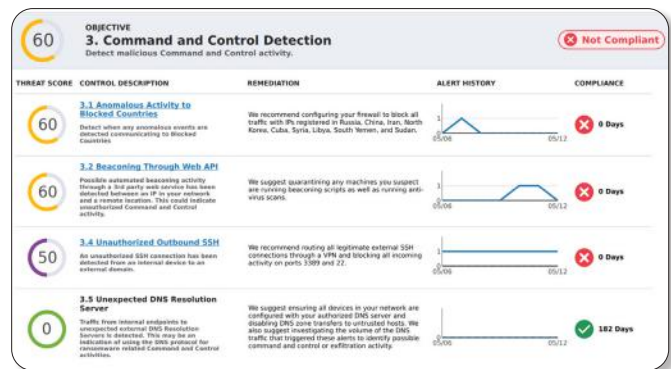 60
OBJECTIVE
3. Command and Control Detection
Detect malicious Command and Control activity.
Not Compliant
THREAT SCORE CONTROL DESCRIPTION REMEDIATION ALERT HISTORY COMPLIANCE
60
3.1 Anomalous Activity to
Blocked Countries
Detect when any anomalous events are
detected communicating to Blocked
Countries
We recommend configuring your firewall to block all
traffic with IPs registered in Russia, China, Iran, North
Korea, Cuba, Syria, Libya, South Yemen, and Sudan.
1
0
05/06 05/12
0 Days
60
3.2 Beaconing Through Web API
Possible automated beaconing activity
through a 3rd party web service has been
detected between an IP in your network
and a remote location. This could indicate
unauthorized Command and Control
activity.
We suggest quarantining any machines you suspect
are running beaconing scripts as well as running anti-
virus scans.
1
0
05/06 05/12
0 Days
50
3.4 Unauthorized Outbound SSH
An unauthorized SSH connection has been
detected from an internal device to an
external domain.
We recommend routing all legitimate external SSH
connections through a VPN and blocking all incoming
activity on ports 3389 and 22.
1
0
05/06 05/12
0 Days
0
3.5 Unexpected DNS Resolution
Server
Traffic from internal endpoints to
unexpected external DNS Resolution
Servers is detected. This may be an
indication of using the DNS protocol for
ransomware related Command and Control
activities.
We suggest ensuring all devices in your network are
configured with your authorized DNS server and
disabling DNS zone transfers to untrusted hosts. We
also suggest investigating the volume of the DNS
traffic that triggered these alerts to identify possible
command and control or exfiltration activity.
0
05/06 05/12
182 Days